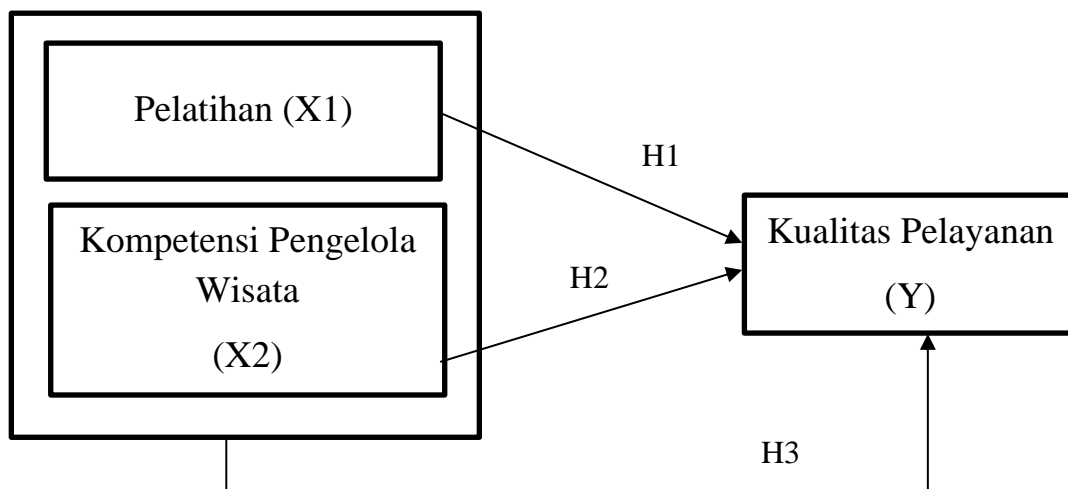 Pelatihan (X1)
H1
Kompetensi Pengelola
Wisata
(X2)
H2
Kualitas Pelayanan
(Y)
H3